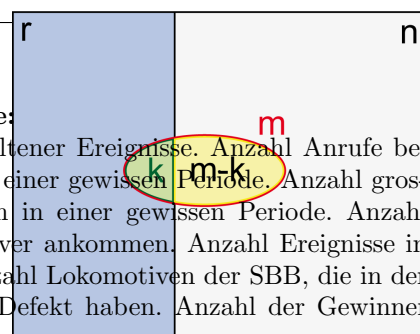 r n
e:
m
ltener Ereignisse. Anzahl Anrufe be
k m-k
einer gewissen Periode. Anzahl gros
n in einer gewissen Periode. Anzah
ver ankommen. Anzahl Ereignisse in
zahl Lokomotiven der SBB, die in der
Defekt haben. Anzahl der Gewinner